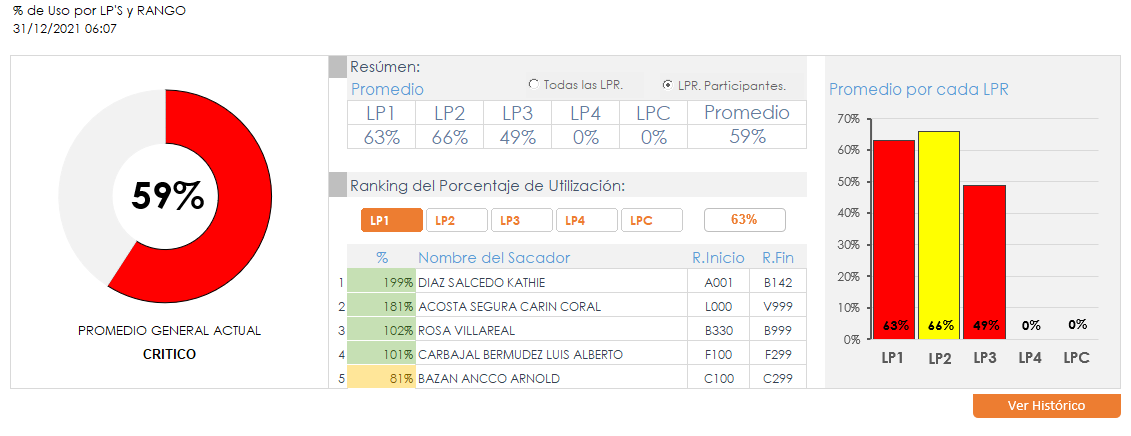 % de Uso por LP'S y RANGO
31/12/2021 06:07
59%
PROMEDIO GENERAL ACTUAL
CRITICO
Resúmen:
Promedio
Todas las LPR.
LPR. Participantes.
LP1 LP2 LP3 LP4 LPC Promedio
63% 66% 49% 0% 0% 59%
Ranking del Porcentaje de Utilización:
LP1 LP2 LP3 LP4 LPC 63%
% Nombre del Sacador R.Inicio R.Fin
1 199% DIAZ SALCEDO KATHIE A001 B142
2 181% ACOSTA SEGURA CARIN CORAL L000 V999
3 102% ROSA VILLAREAL B330 B999
4 101% CARBAJAL BERMUDEZ LUIS ALBERTO F100 F299
5 81% BAZAN ANCCO ARNOLD C100 C299
Promedio por cada LPR
70%
60%
50%
40%
30%
20%
10%
0%
63% 66% 49% 0% 0%
LP1 LP2 LP3 LP4 LPC
Ver Histórico